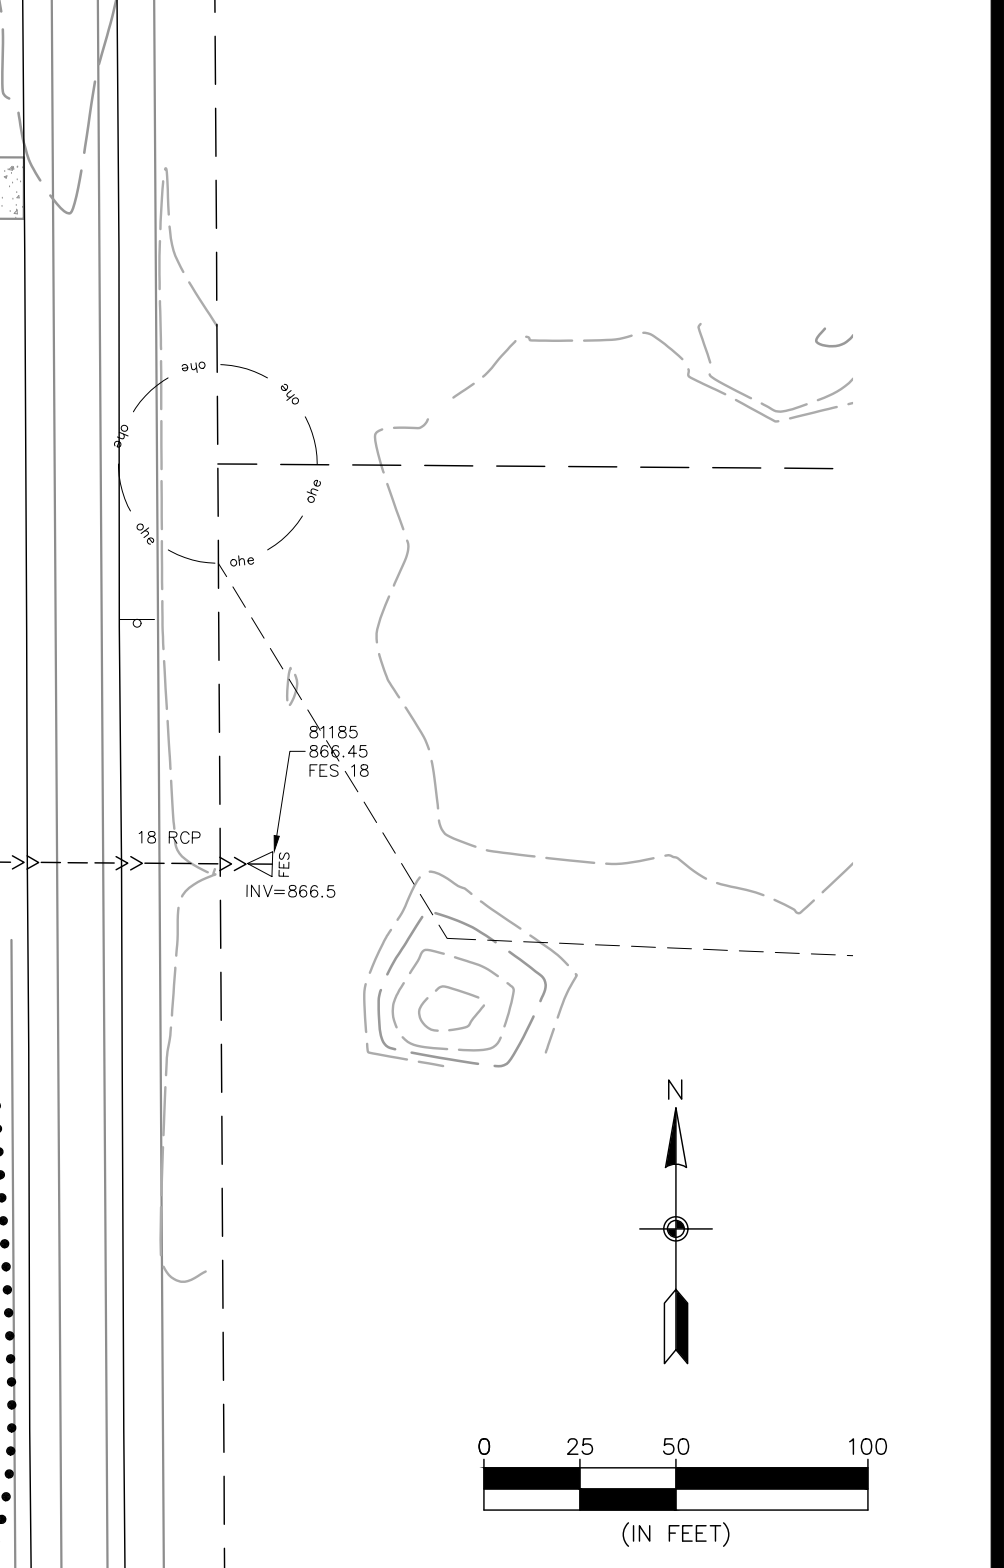 ohe
ohe
ohe
ohe
ohe
ohe
81185
866.45
FES 18
18 RCP
FES
INV=866.5
N
0 25 50 100
(IN FEET)